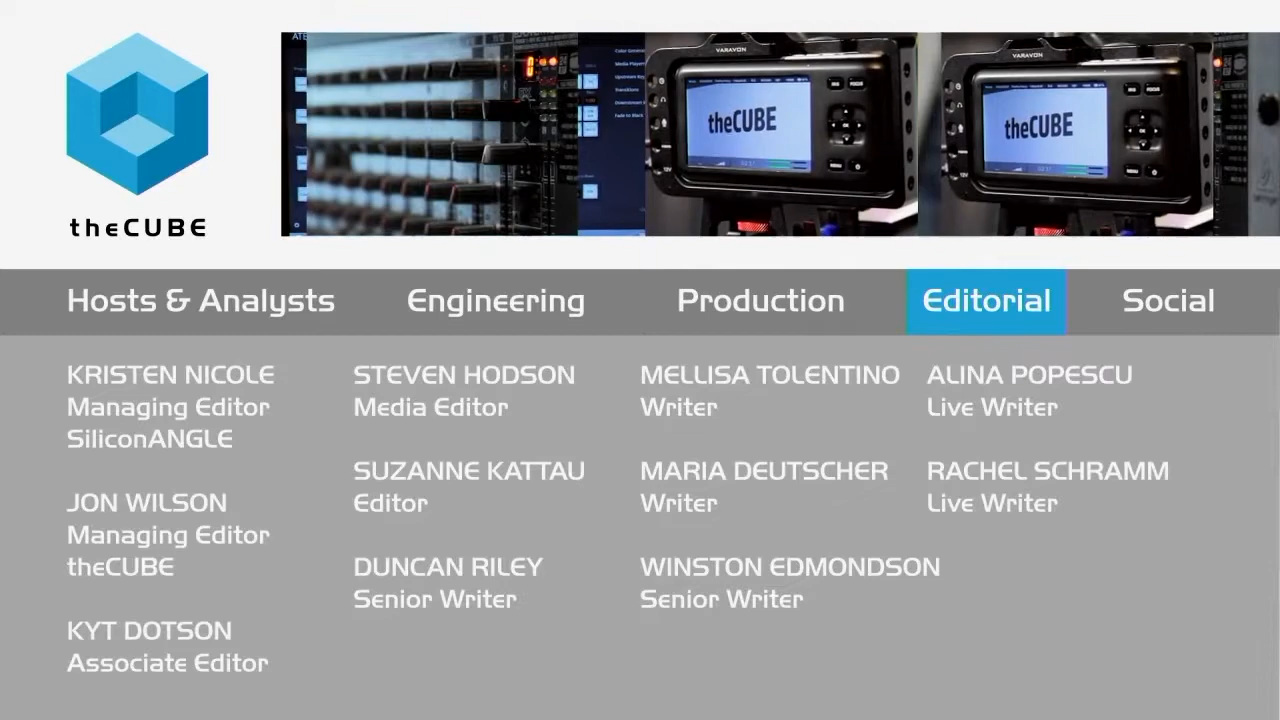 theCUBE
VARAVON
theCUBE
VARAVON
theCUBE
Hosts & Analysts
Engineering
Production
Editorial
Social
KRISTEN NICOLE
Managing Editor
SiliconANGLE
JON WILSON
Managing Editor
theCUBE
KYT DOTSON
Associate Editor
STEVEN HODSON
Media Editor
SUZANNE KATTAU
Editor
DUNCAN RILEY
Senior Writer
MELLISA TOLENTINO
Writer
MARIA DEUTSCHER
Writer
WINSTON EDMONDSON
Senior Writer
ALINA POPESCU
Live Writer
RACHEL SCHRAMM
Live Writer